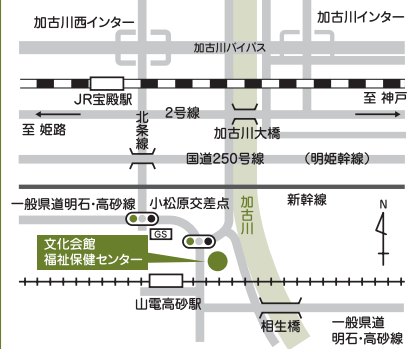 加古川西インター
加古川インター
加古川バイパス
JR宝殿駅
至 神戸
至 姫路
北条線
2号線
加古川大橋
国道250号線 (明姫幹線)
新幹線
一般県道明石・高砂線
小松原交差点
加古川
N
GS
文化会館
福祉保健センター
山電高砂駅
相生橋
一般県道
明石・高砂線